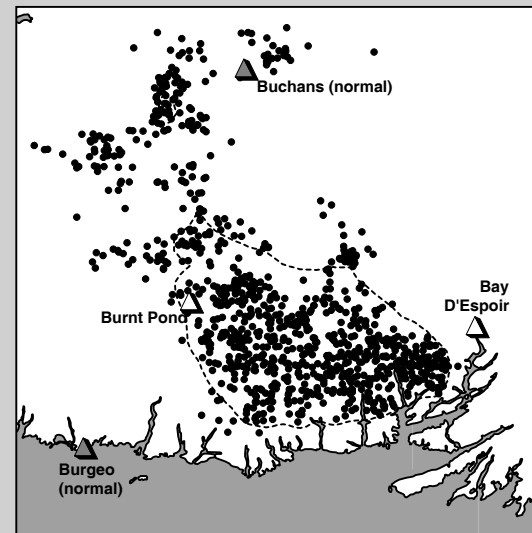 Buchans (normal)
Bay
D'Espoir
Burnt Pond
Burgeo
(normal)